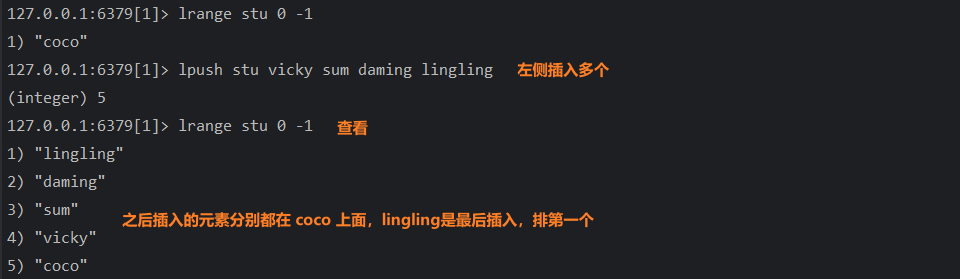 127.0.0.1:6379[1]> lrange stu 0 -1
1) "coco"
127.0.0.1:6379[1]> lpush stu vicky sum daming lingling 左侧插入多个
(integer) 5
127.0.0.1:6379[1]> lrange stu 0 -1 查看
1) "lingling"
2) "daming"
3) "sum"
之后插入的元素分别都在 coco 上面，lingling是最后插入，排第一个
4) "vicky"
5) "coco"